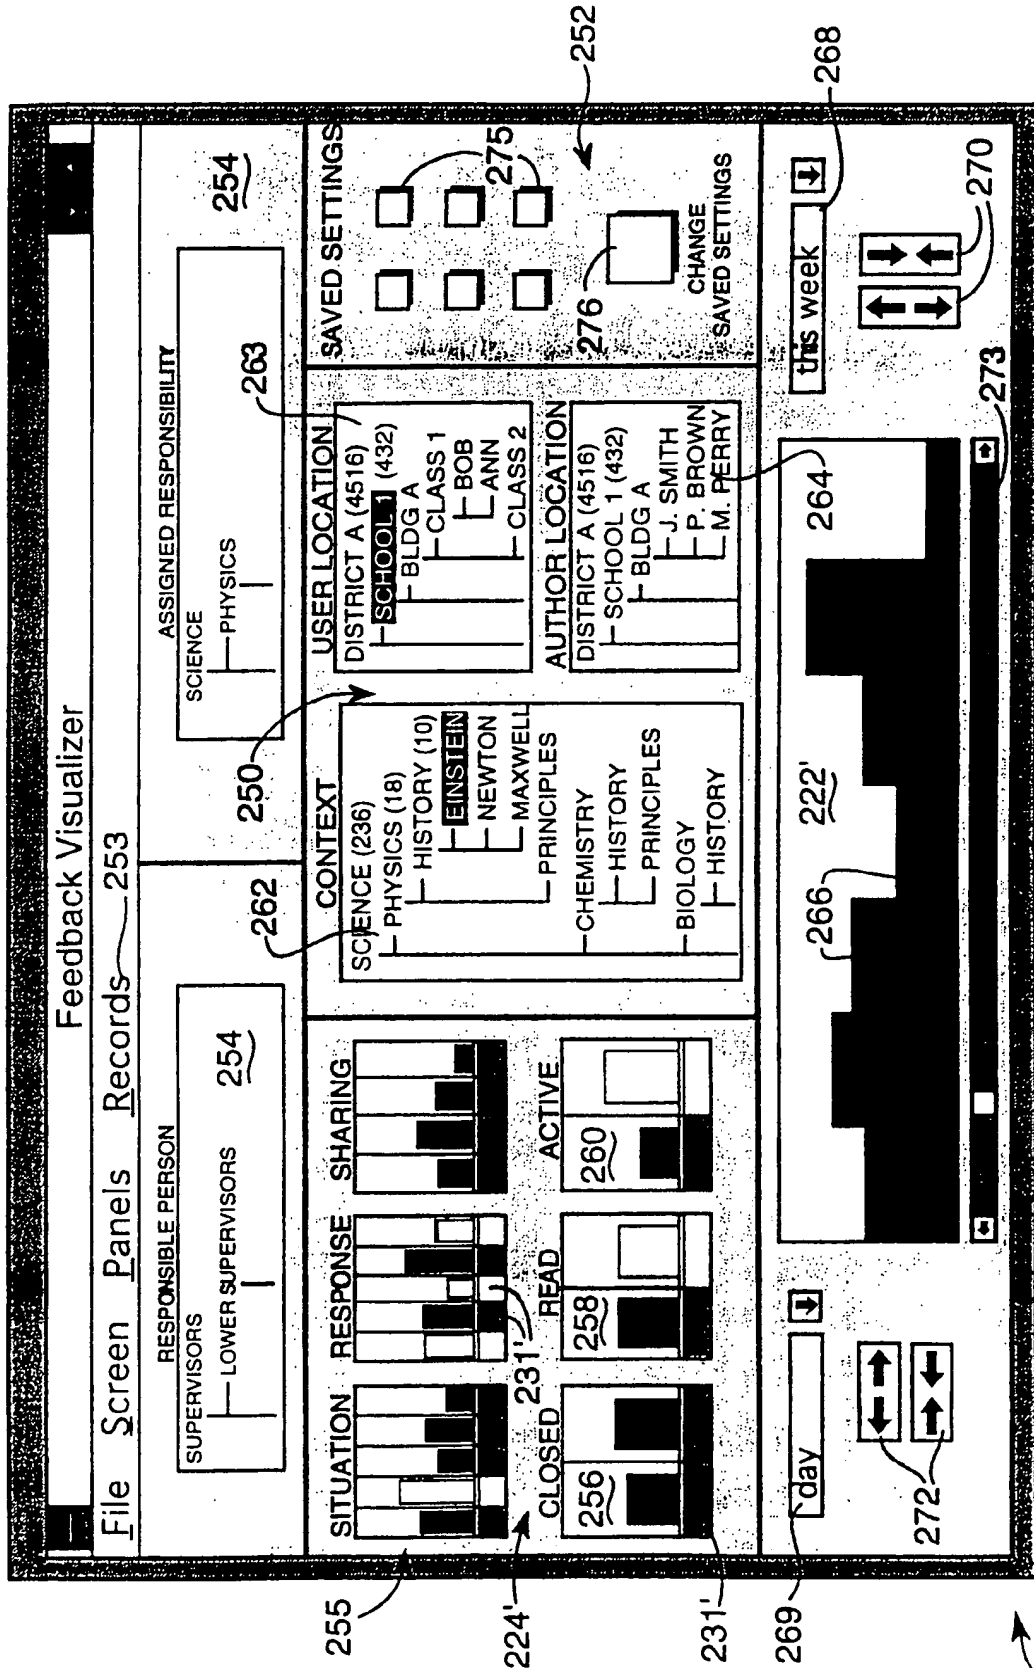 Feedback Visualizer
File Screen Panels Records 253
RESPONSIBLE PERSON
SUPERVISORS
LOWER SUPERVISORS
254
ASSIGNED RESPONSIBILITY
SCIENCE
PHYSICS
254
262
250
263
255
SITUATION
RESPONSE
SHARING
231'
224'
CLOSED
READ
ACTIVE
256
258
260
231'
CONTEXT
SCIENCE (236)
PHYSICS (18)
HISTORY (10)
EINSTEIN
NEWTON
MAXWELL
PRINCIPLES
CHEMISTRY
HISTORY
PRINCIPLES
BIOLOGY
HISTORY
USER LOCATION
DISTRICT A (4516)
SCHOOL 1 (432)
BLDG A
CLASS 1
BOB
ANN
CLASS 2
AUTHOR LOCATION
DISTRICT A (4516)
SCHOOL 1 (432)
BLDG A
J. SMITH
P. BROWN
M. PERRY
SAVED SETTINGS
275
276
CHANGE
SAVED SETTINGS
252
269
day
272
266
222'
264
this week
268
270
273